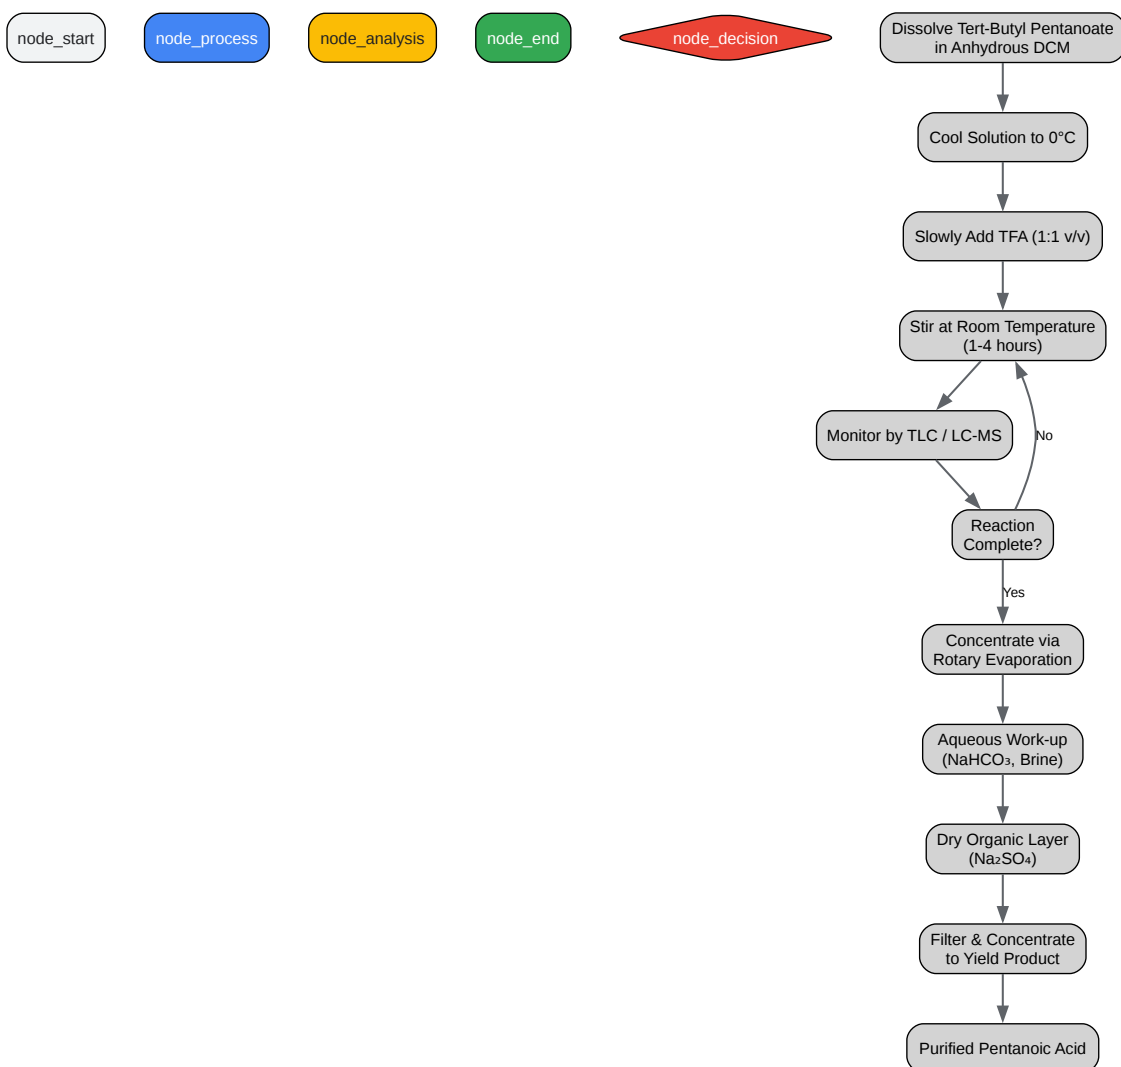 node_start
node_process
node_analysis
node_end
node_decision
Dissolve Tert-Butyl Pentanoate
in Anhydrous DCM
Cool Solution to 0°C
Slowly Add TFA (1:1 v/v)
Stir at Room Temperature
(1-4 hours)
Monitor by TLC / LC-MS
No
Reaction
Complete?
Yes
Concentrate via
Rotary Evaporation
Aqueous Work-up
(NaHCO₃, Brine)
Dry Organic Layer
(Na₂SO₄)
Filter & Concentrate
to Yield Product
Purified Pentanoic Acid